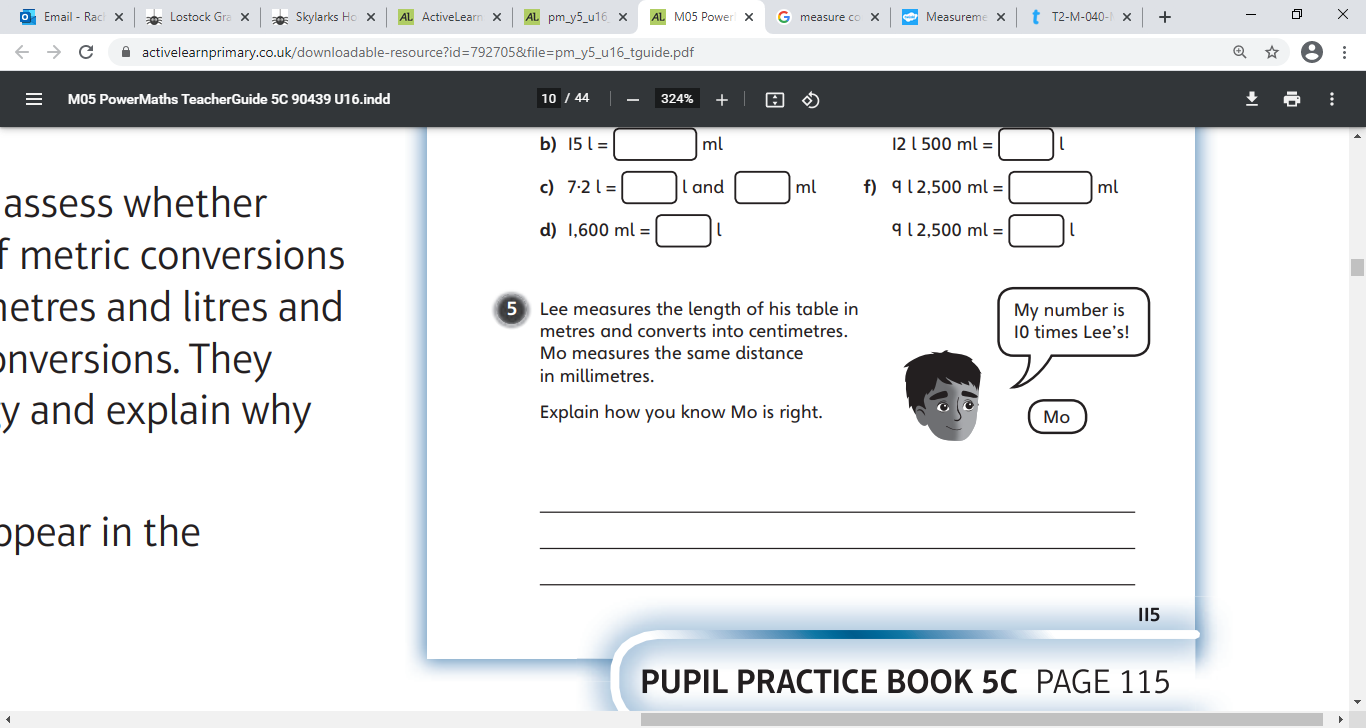 Email - Rac
Lostock Gra
Skylarks Ho
ActiveLearn
pm_y5_u16
M05 Power
measure co
Measureme
T2-M-040-
activelearnprimary.co.uk/downloadable-resource?id=792705&file=pm_y5_u16_tguide.pdf
M05 PowerMaths TeacherGuide 5C 90439 U16.indd
10 / 44
324%
assess whether
f metric conversions
netres and litres and
onversions. They
y and explain why
ppear in the
b) 15 l = ml
c) 7·2 l = l and ml
d) 1,600 ml = l
12 l 500 ml = l
f) 9 l 2,500 ml = ml
9 l 2,500 ml = l
5 Lee measures the length of his table in
metres and converts into centimetres.
Mo measures the same distance
in millimetres.
Explain how you know Mo is right.
My number is
10 times Lee's!
Mo
115
PUPIL PRACTICE BOOK 5C PAGE 115